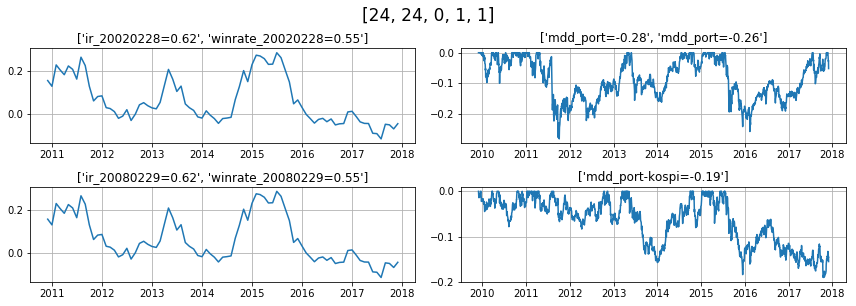 [24, 24, 0, 1, 1]
['ir_20020228=0.62', 'winrate_20020228=0.55']
0.2
0.0
2011 2012 2013 2014 2015 2016 2017 2018
['mdd_port=-0.28', 'mdd_port=-0.26']
0.0
−0.1
−0.2
2010 2011 2012 2013 2014 2015 2016 2017 2018
['ir_20080229=0.62', 'winrate_20080229=0.55']
0.2
0.0
2011 2012 2013 2014 2015 2016 2017 2018
['mdd_port-kospi=-0.19']
0.0
−0.1
−0.2
2010 2011 2012 2013 2014 2015 2016 2017 2018